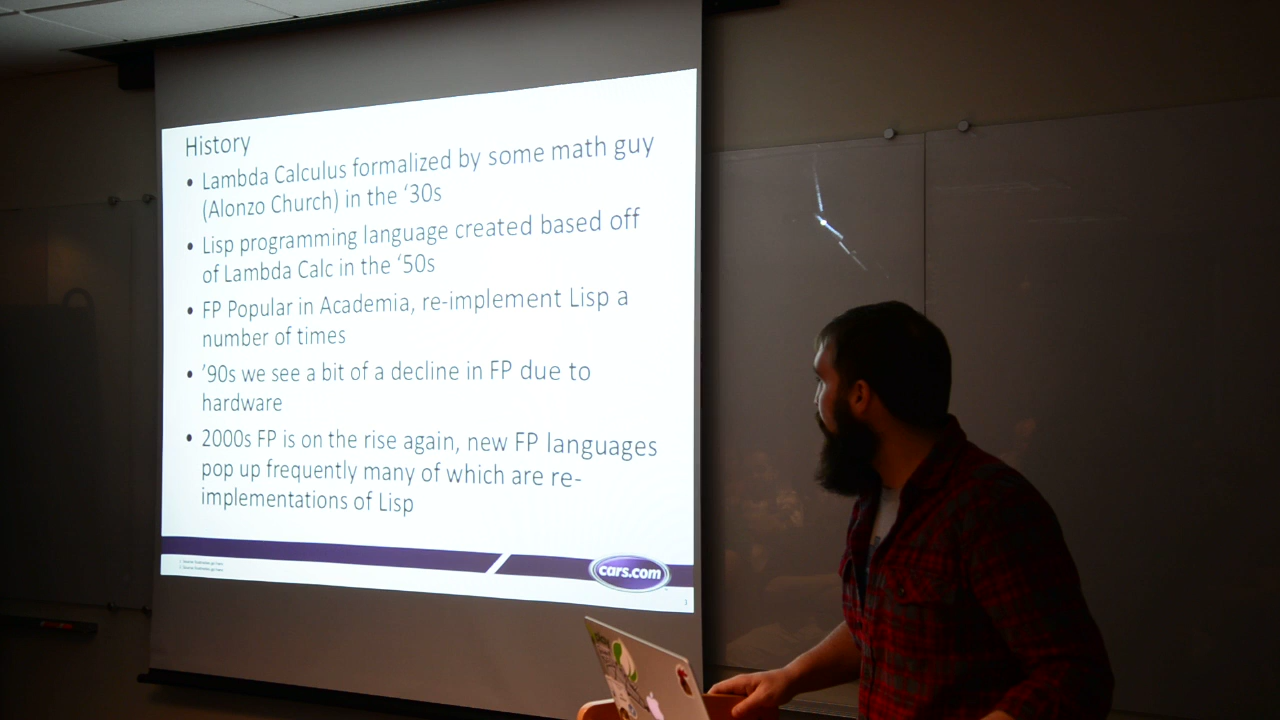 History
• Lambda Calculus formalized by some math guy
(Alonzo Church) in the ‘30s
• Lisp programming language created based off
of Lambda Calc in the ‘50s
• FP Popular in Academia, re-implement Lisp a
number of times
• ’90s we see a bit of a decline in FP due to
hardware
• 2000s FP is on the rise again, new FP languages
pop up frequently many of which are re-
implementations of Lisp
cars.com
3